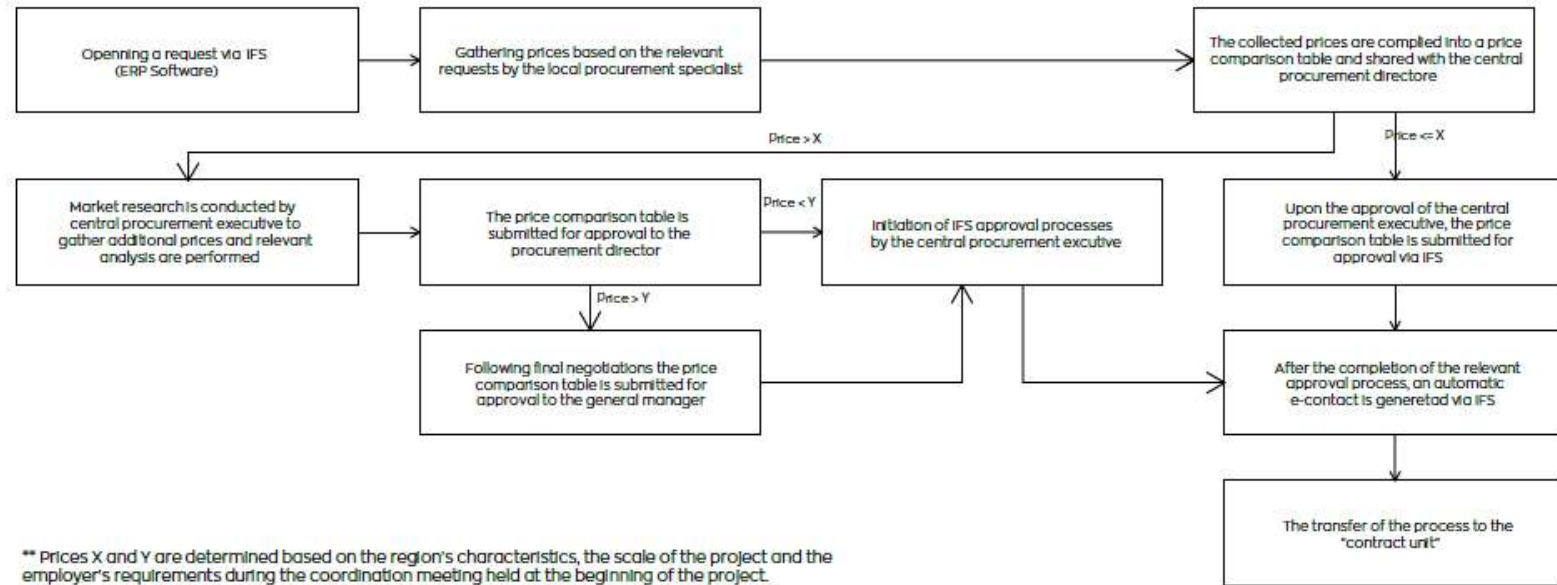 Openning a request via IFS
(ERP Software)
Gathering prices based on the relevant
requests by the local procurement specialist
The collected prices are complied into a price
comparison table and shared with the central
procurement directore
Price > X
Price <= X
Market research is conducted by
central procurement executive to
gather additional prices and relevant
analysis are performed
The price comparison table is
submitted for approval to the
procurement director
Price < Y
Initiation of IFS approval processes
by the central procurement excutive
Upon the approval of the central
procurement executive, the price
comparison table is submitted for
approval via IFS
Price > Y
Following final negotiations the price
comparison table is submitted for
approval to the general manager
After the completion of the relevant
approval process, an automatic
e-contact is generetad via IFS
The transfer of the process to the
"contract unit"
** Prices X and Y are determined based on the region's characteristics, the scale of the project and the
employer's requirements during the coordination meeting held at the beginning of the project.